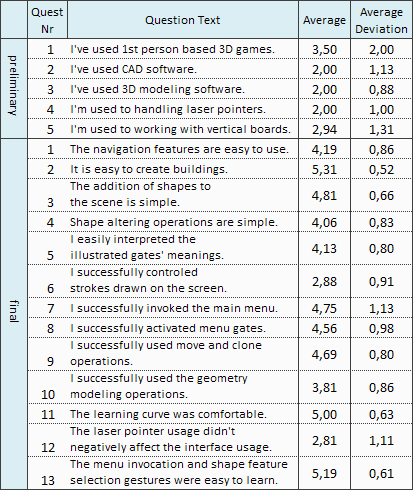 Quest Nr Question Text Average Average Deviation
preliminary
1 I've used 1st person based 3D games. 3,50 2,00
2 I've used CAD software. 2,00 1,13
3 I've used 3D modeling software. 2,00 0,88
4 I'm used to handling laser pointers. 2,00 1,00
5 I'm used to working with vertical boards. 2,94 1,31
final
1 The navigation features are easy to use. 4,19 0,86
2 It is easy to create buildings. 5,31 0,52
The addition of shapes to
3 the scene is simple. 4,81 0,66
4 Shape altering operations are simple. 4,06 0,83
I easily interpreted the
5 illustrated gates' meanings. 4,13 0,80
I successfully controled
6 strokes drawn on the screen. 2,88 0,91
7 I successfully invoked the main menu. 4,75 1,13
8 I successfully activated menu gates. 4,56 0,98
I successfully used move and clone
9 operations. 4,69 0,80
I successfully used the geometry
10 modeling operations. 3,81 0,86
11 The learning curve was comfortable. 5,00 0,63
The laser pointer usage didn't
12 negatively affect the interface usage. 2,81 1,11
The menu invocation and shape feature
13 selection gestures were easy to learn. 5,19 0,61